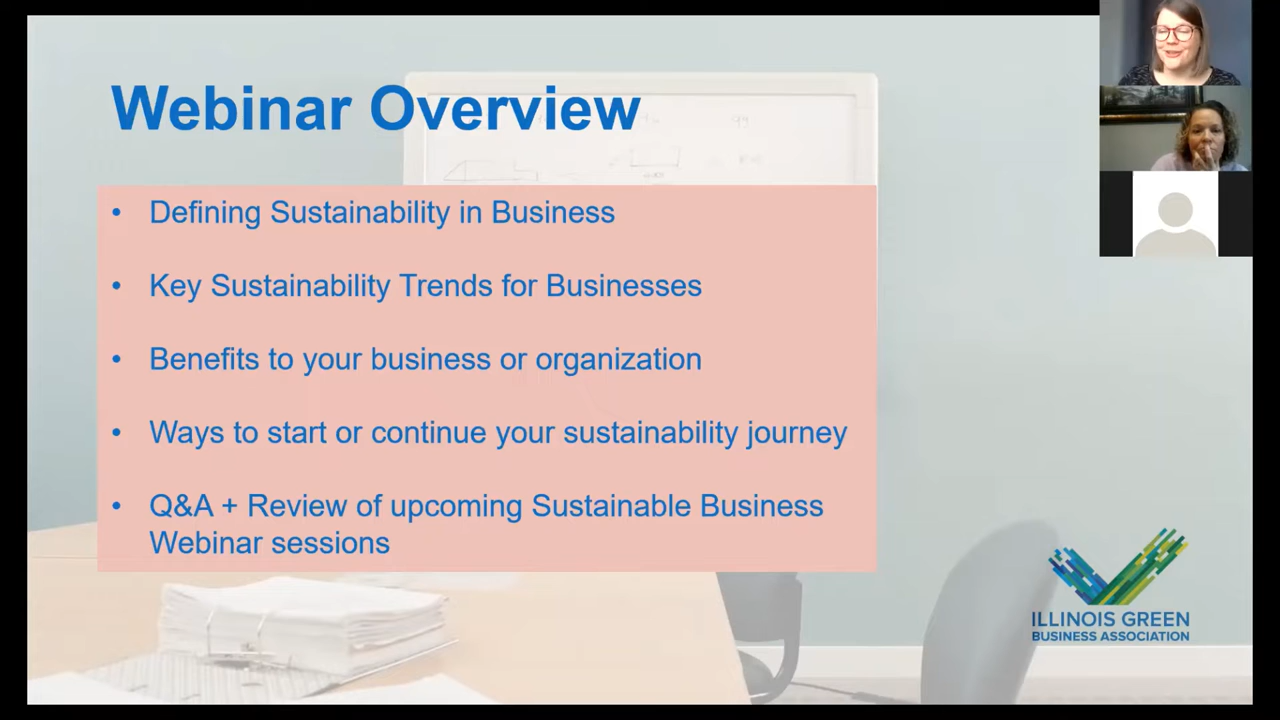 Webinar Overview
• Defining Sustainability in Business
• Key Sustainability Trends for Businesses
• Benefits to your business or organization
• Ways to start or continue your sustainability journey
• Q&A + Review of upcoming Sustainable Business
Webinar sessions
ILLINOIS GREEN
BUSINESS ASSOCIATION